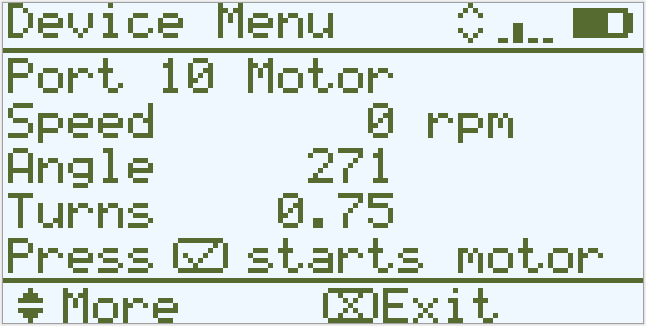 Device Menu
Port 10 Motor
Speed 0 rpm
Angle 271
Turns 0.75
Press ☑ starts motor
More ☒Exit